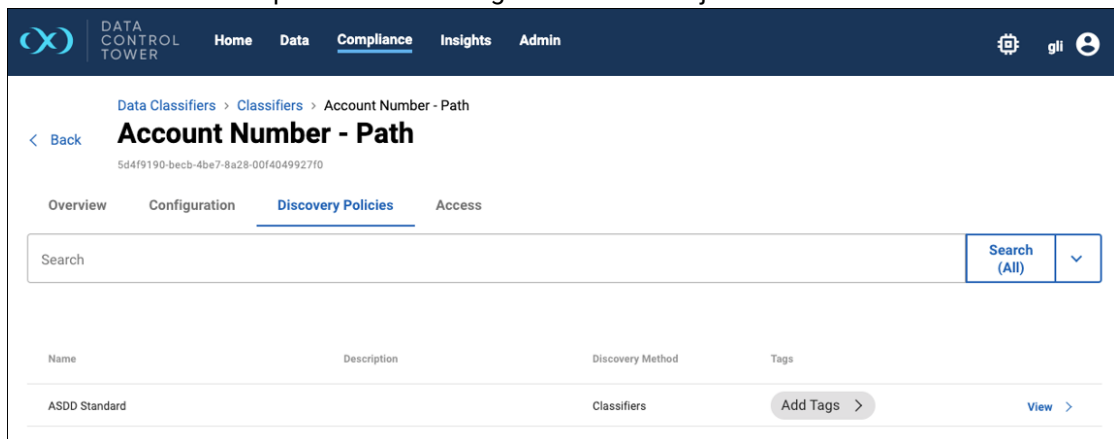 DATA
CONTROL
TOWER
Home Data Compliance Insights Admin
gli
Data Classifiers > Classifiers > Account Number - Path
< Back
Account Number - Path
5d4f9190-becb-4be7-8a28-00f4049927f0
Overview Configuration Discovery Policies Access
Search
Search
(All)
Name Description Discovery Method Tags
ASDD Standard Classifiers Add Tags > View >